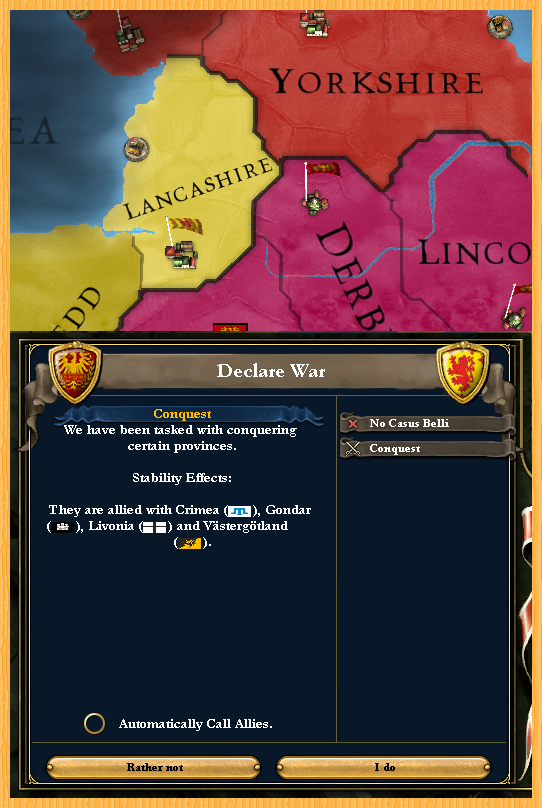 YORKSHIRE
EA
LANCASHIRE
LINCO
DERB
EDD
Declare War
Conquest
We have been tasked with conquering
certain provinces.
Stability Effects:
They are allied with Crimea (), Gondar
(), Livonia () and Västergötland
().
No Casus Belli
Conquest
Automatically Call Allies.
Rather not
I do